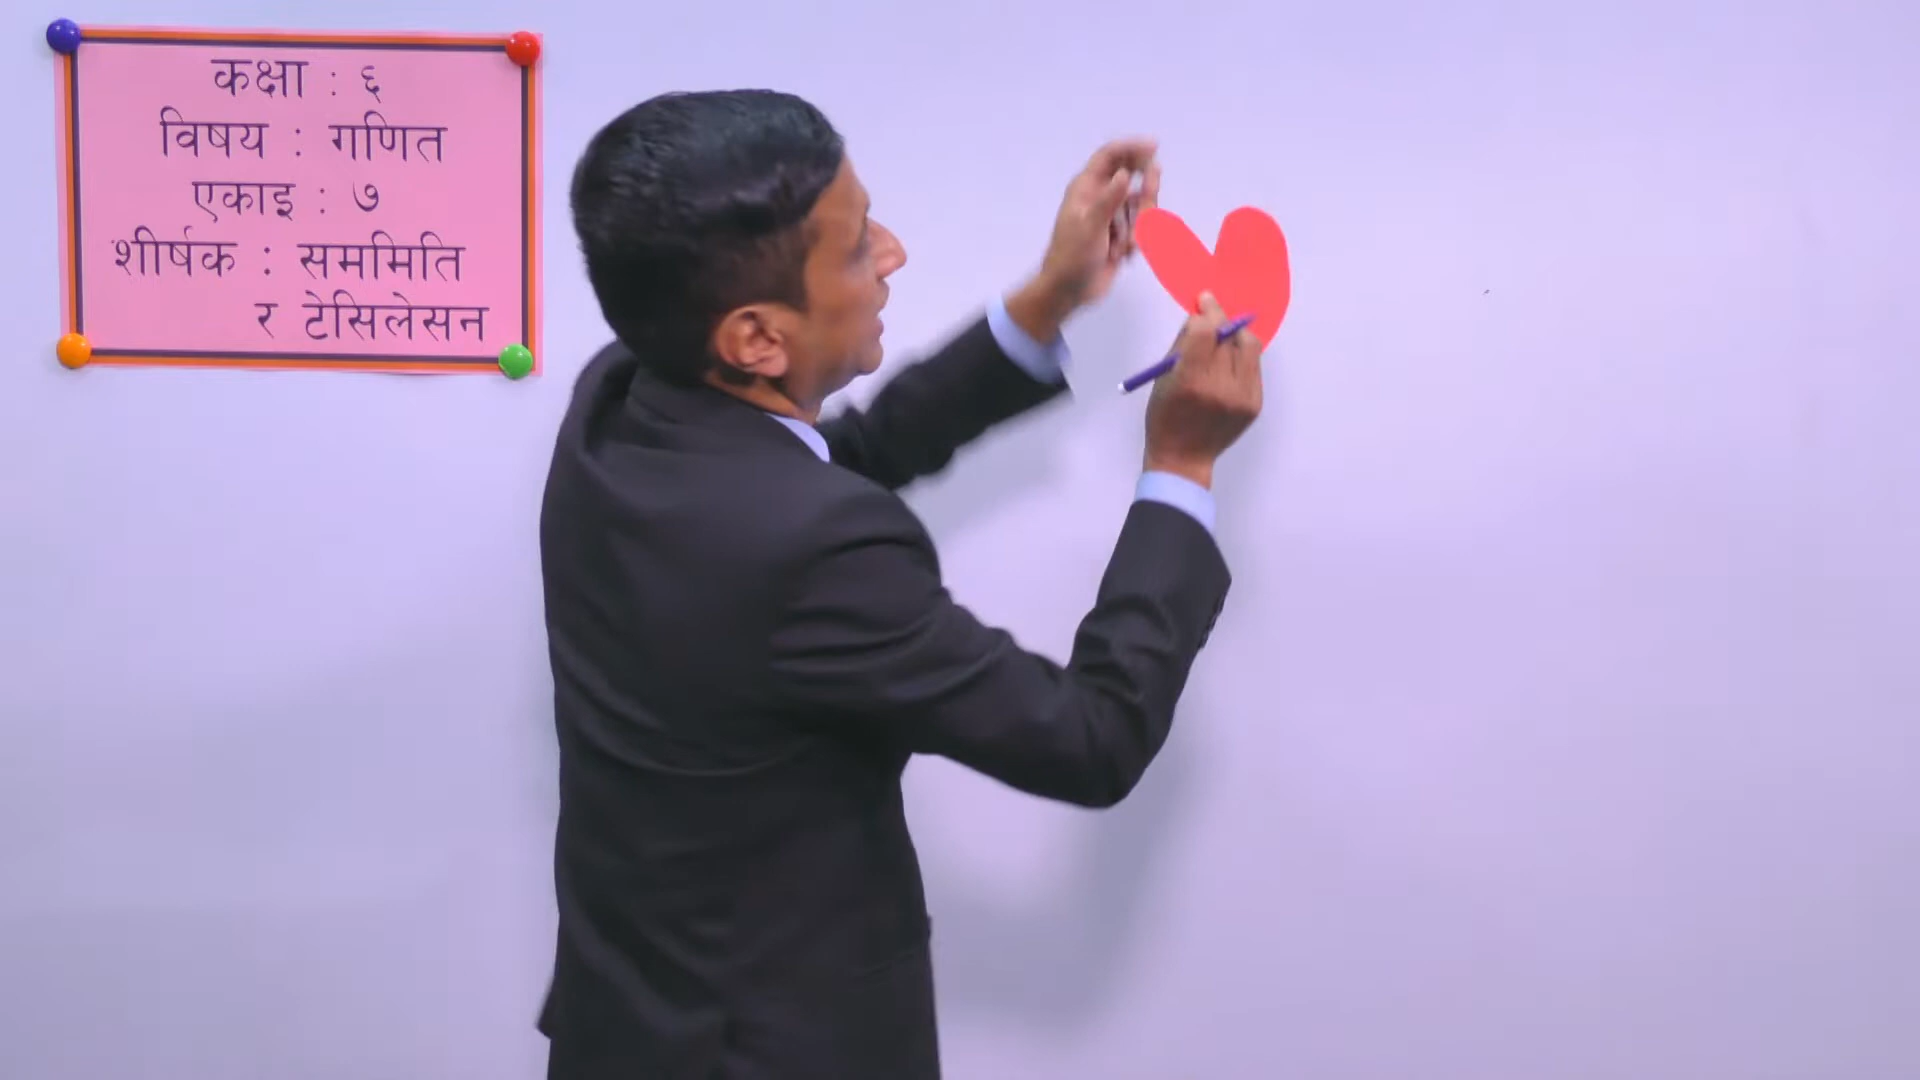 कक्षा : ६
विषय : गणित
एकाइ : ७
शीर्षक : सममिति
र टेसिलेसन